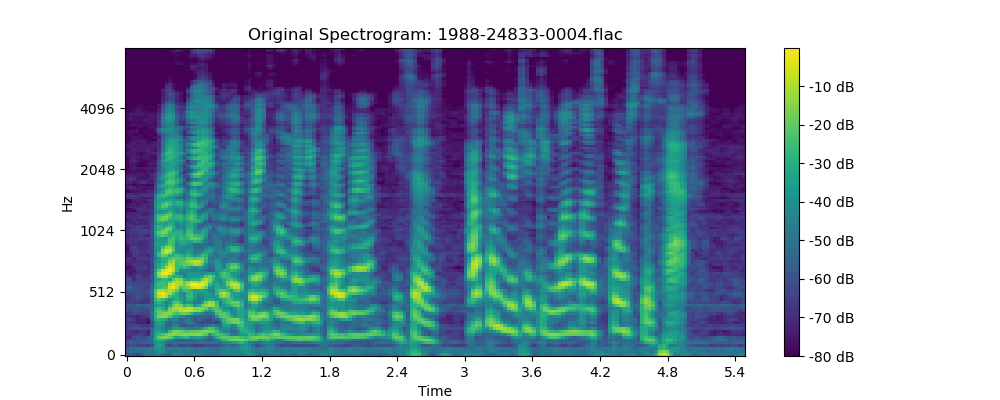 Original Spectrogram: 1988-24833-0004.flac
Hz
4096
2048
1024
512
0
0 0.6 1.2 1.8 2.4 3 3.6 4.2 4.8 5.4
Time
-10 dB
-20 dB
-30 dB
-40 dB
-50 dB
-60 dB
-70 dB
-80 dB